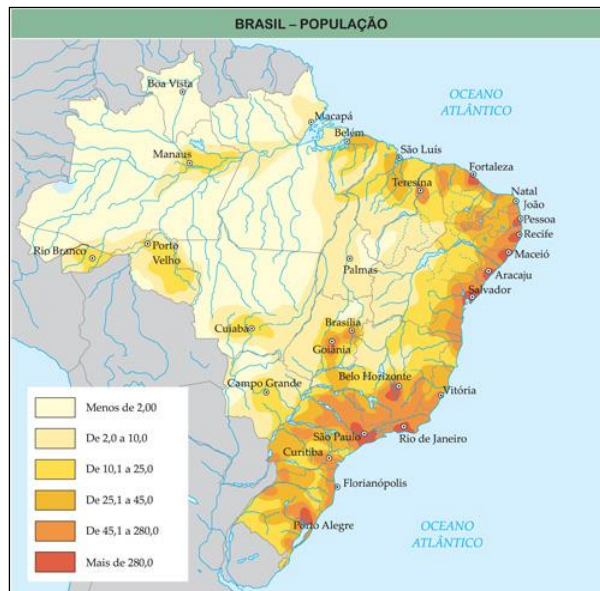 BRASIL – POPULAÇÃO
Boa Vista
OCEANO
ATLÂNTICO
Macapá
Belém
Manaus
São Luís
Fortaleza
Teresina
Natal
João
Pessoa
Recife
Rio Branco
Porto
Velho
Maceió
Palmas
Aracaju
Salvador
Cuiabá
Brasília
Goiânia
Campo Grande
Belo Horizonte
Vitória
São Paulo
Rio de Janeiro
Curitiba
Florianópolis
Porto Alegre
OCEANO
ATLÂNTICO
Menos de 2,00
De 2,0 a 10,0
De 10,1 a 25,0
De 25,1 a 45,0
De 45,1 a 280,0
Mais de 280,0